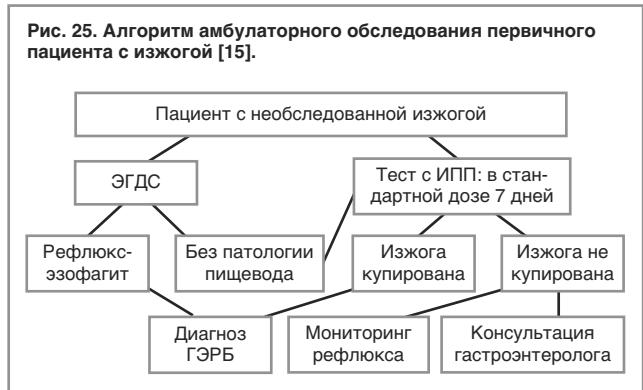 Рис. 25. Алгоритм амбулаторного обследования первичного
пациента с изжогой [15].
Пациент с необследованной изжогой
ЭГДС
Тест с ИПП: в стан-
дартной дозе 7 дней
Рефлюкс-
эзофагит
Без патологии
пищевода
Изжога
купирована
Изжога не
купирована
Диагноз
ГЭРБ
Мониторинг
рефлюкса
Консультация
гастроэнтеролога